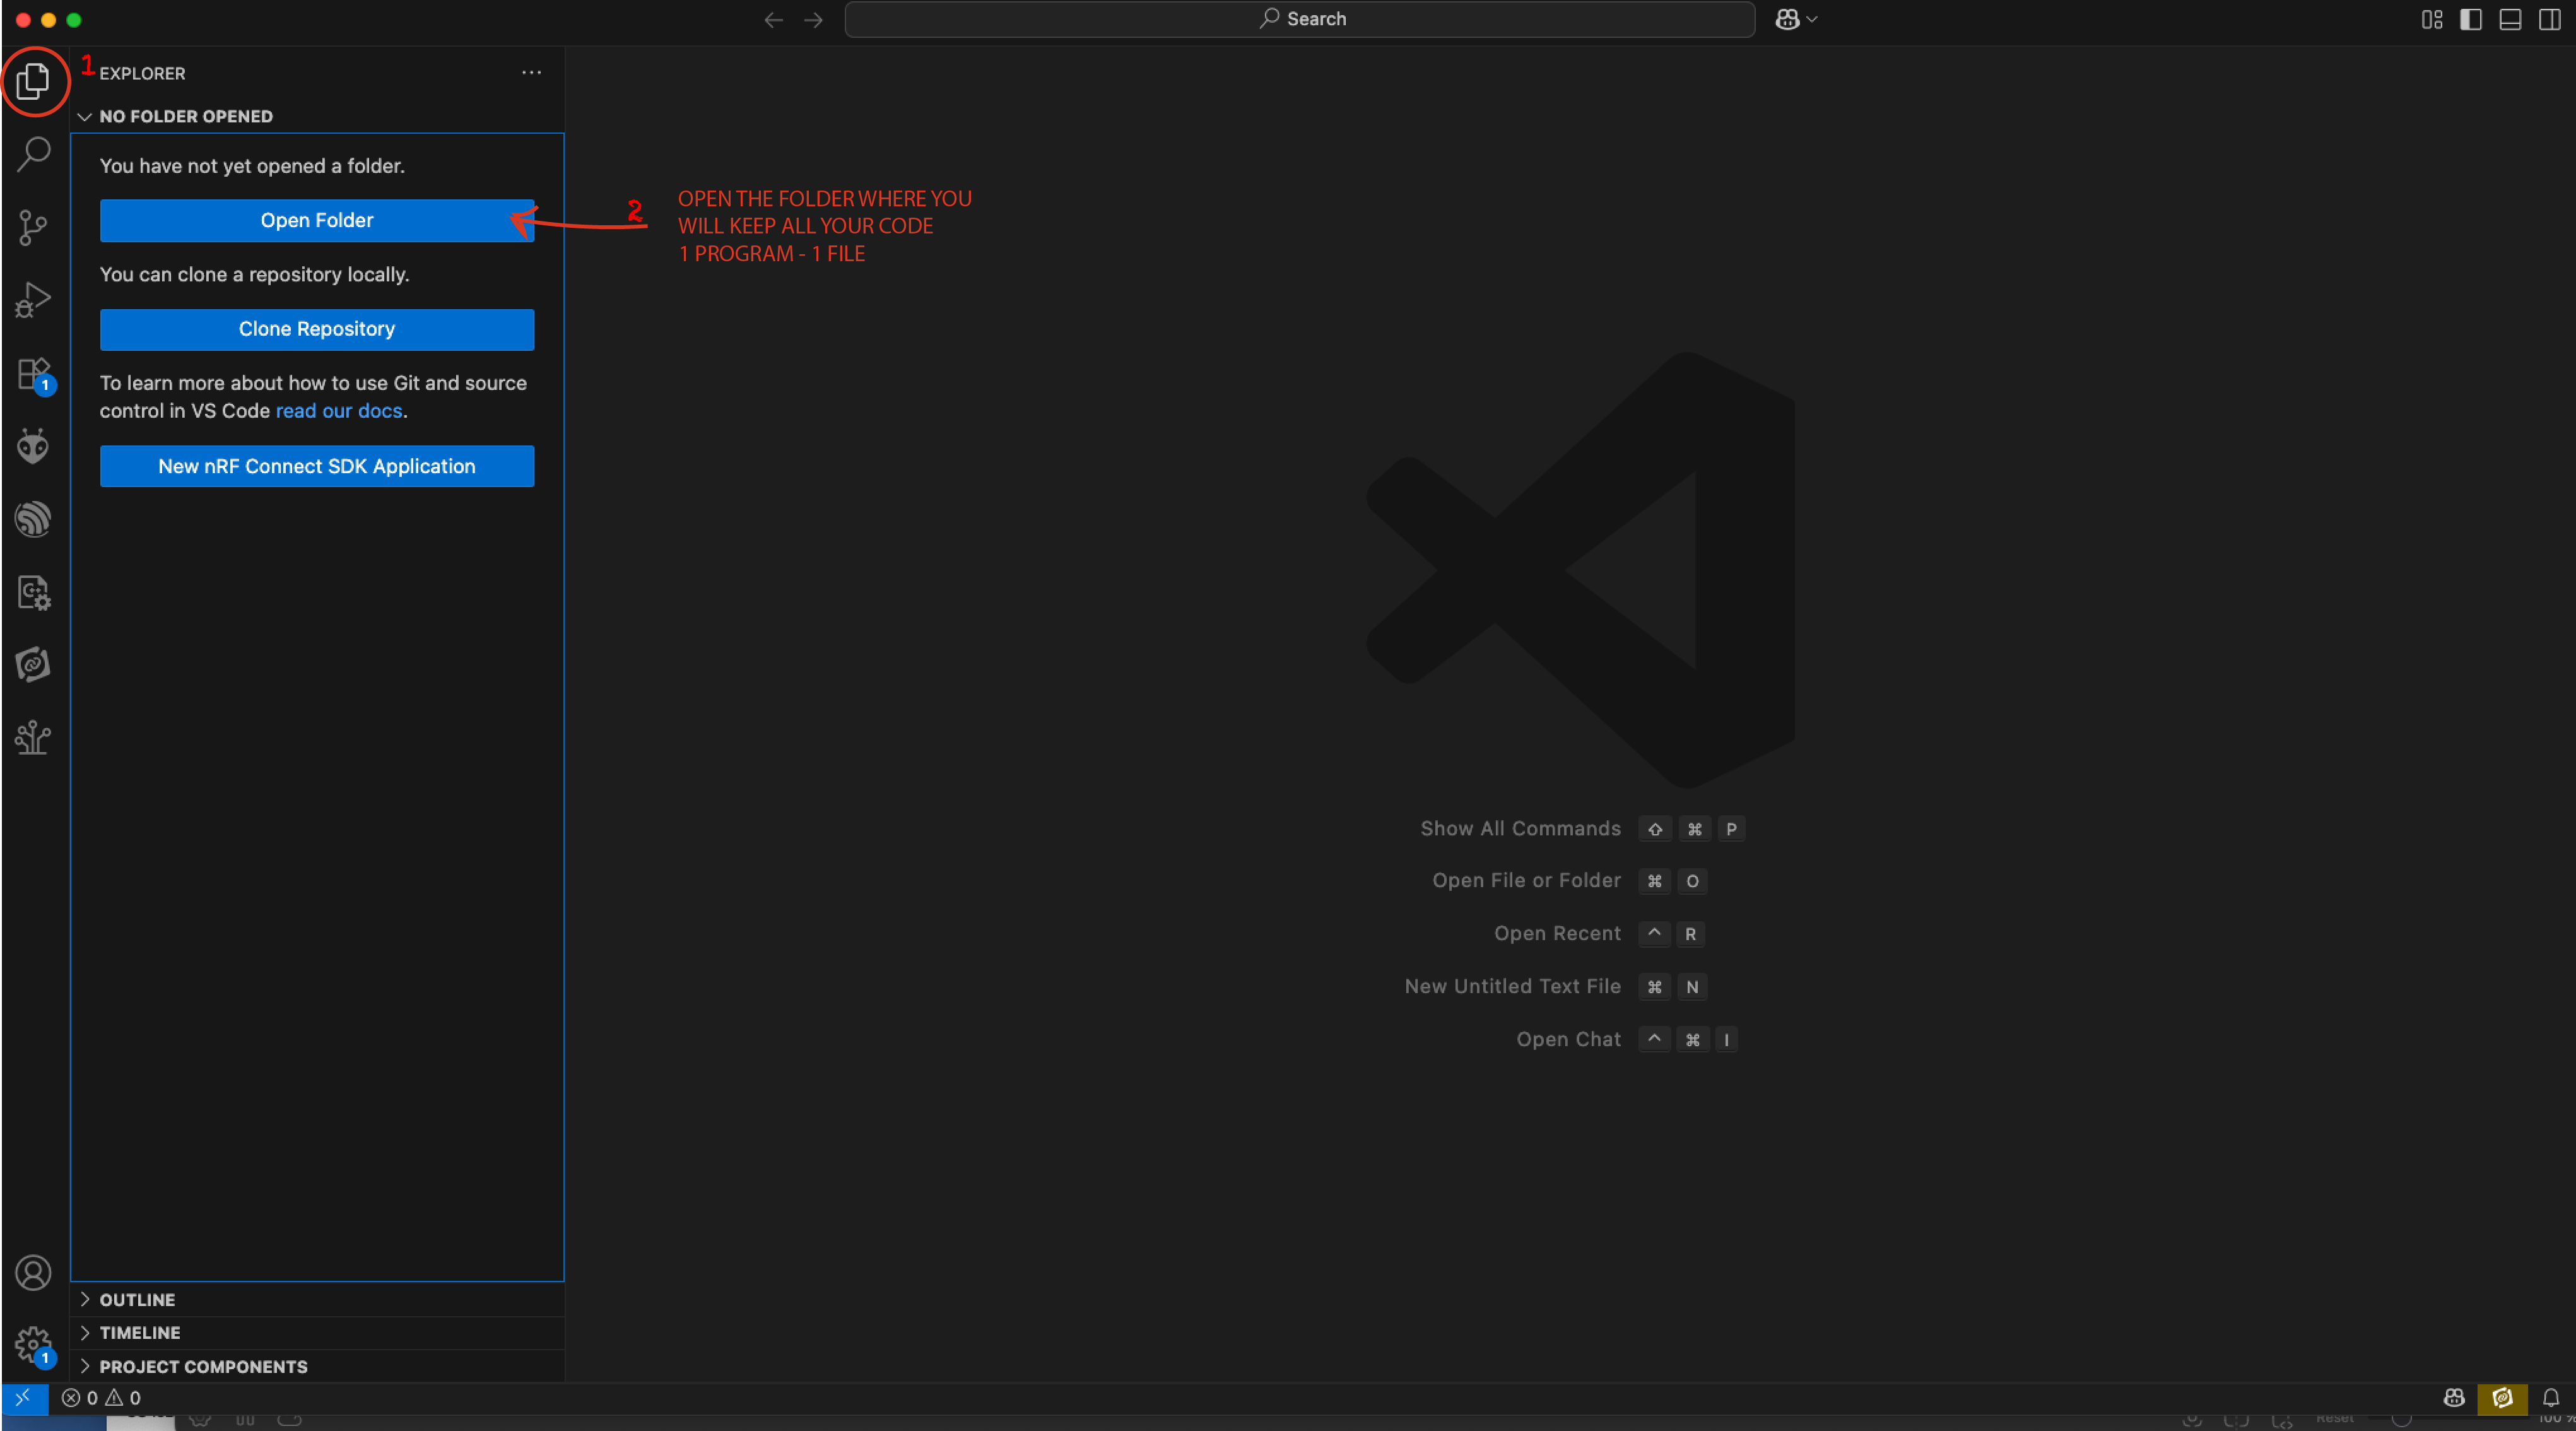 Search
1
EXPLORER
NO FOLDER OPENED
You have not yet opened a folder.
Open Folder
2
OPEN THE FOLDER WHERE YOU
WILL KEEP ALL YOUR CODE
1 PROGRAM - 1 FILE
You can clone a repository locally.
Clone Repository
To learn more about how to use Git and source
control in VS Code read our docs.
New nRF Connect SDK Application
1
Show All Commands ⇧ ⌘ P
Open File or Folder ⌘ O
Open Recent ^ R
New Untitled Text File ⌘ N
Open Chat ^ ⌘ I
OUTLINE
TIMELINE
1
PROJECT COMPONENTS
0 0
Reset
100 %